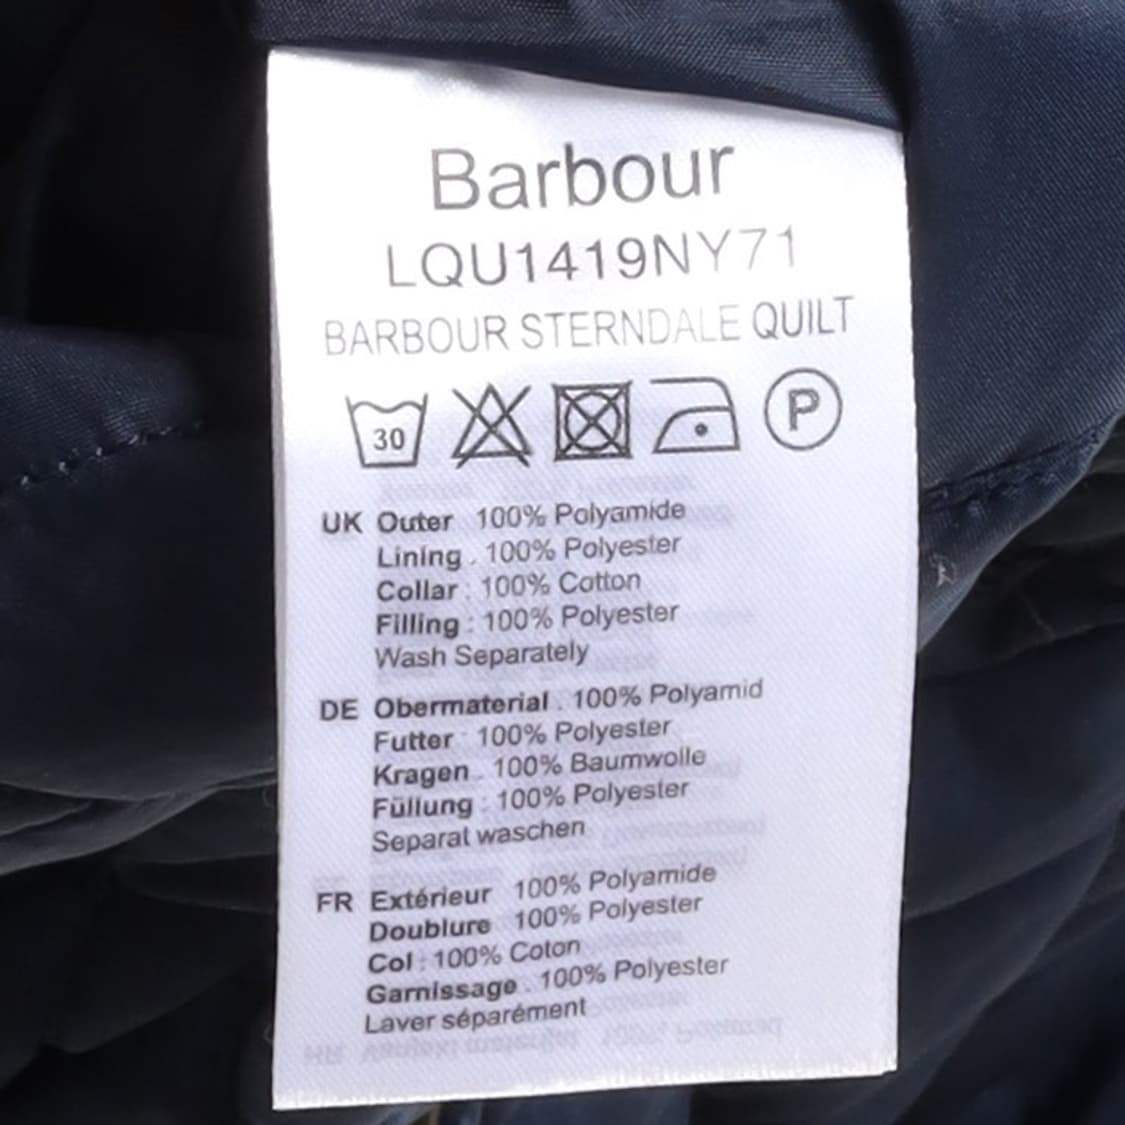 Barbour
LQU1419NY71
BARBOUR STERNDALE QUILT
30 P
UK Outer 100% Polyamide
Lining : 100% Polyester
Collar : 100% Cotton
Filling : 100% Polyester
Wash Separately
DE Obermaterial : 100% Polyamid
Futter : 100% Polyester
Kragen : 100% Baumwolle
Füllung : 100% Polyester
Separat waschen
FR Extérieur 100% Polyamide
Doublure 100% Polyester
Col : 100% Coton
Garnissage : 100% Polyester
Laver séparément